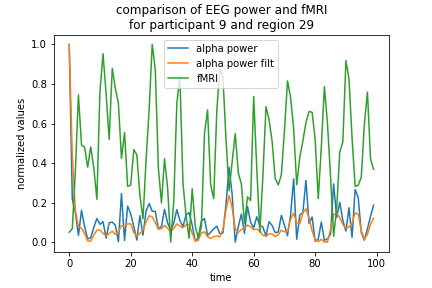 comparison of EEG power and fMRI
for participant 9 and region 29
alpha power
alpha power filt
fMRI
normalized values
1.0
0.8
0.6
0.4
0.2
0.0
0
20
40
60
80
100
time